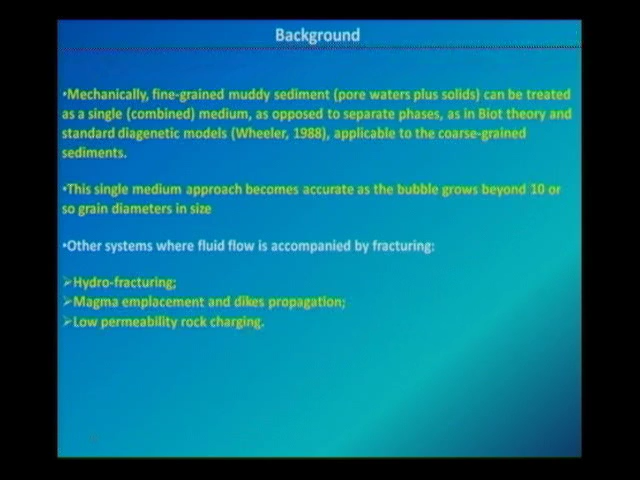 Background
•Mechanically, fine-grained muddy sediment (pore waters plus solids) can be treated
as a single (combined) medium, as opposed to separate phases, as in Biot theory and
standard diagenetic models (Wheeler, 1988), applicable to the coarse-grained
sediments.
•This single medium approach becomes accurate as the bubble grows beyond 10 or
so grain diameters in size
•Other systems where fluid flow is accompanied by fracturing:
➢Hydro-fracturing;
➢Magma emplacement and dikes propagation;
➢Low permeability rock charging.